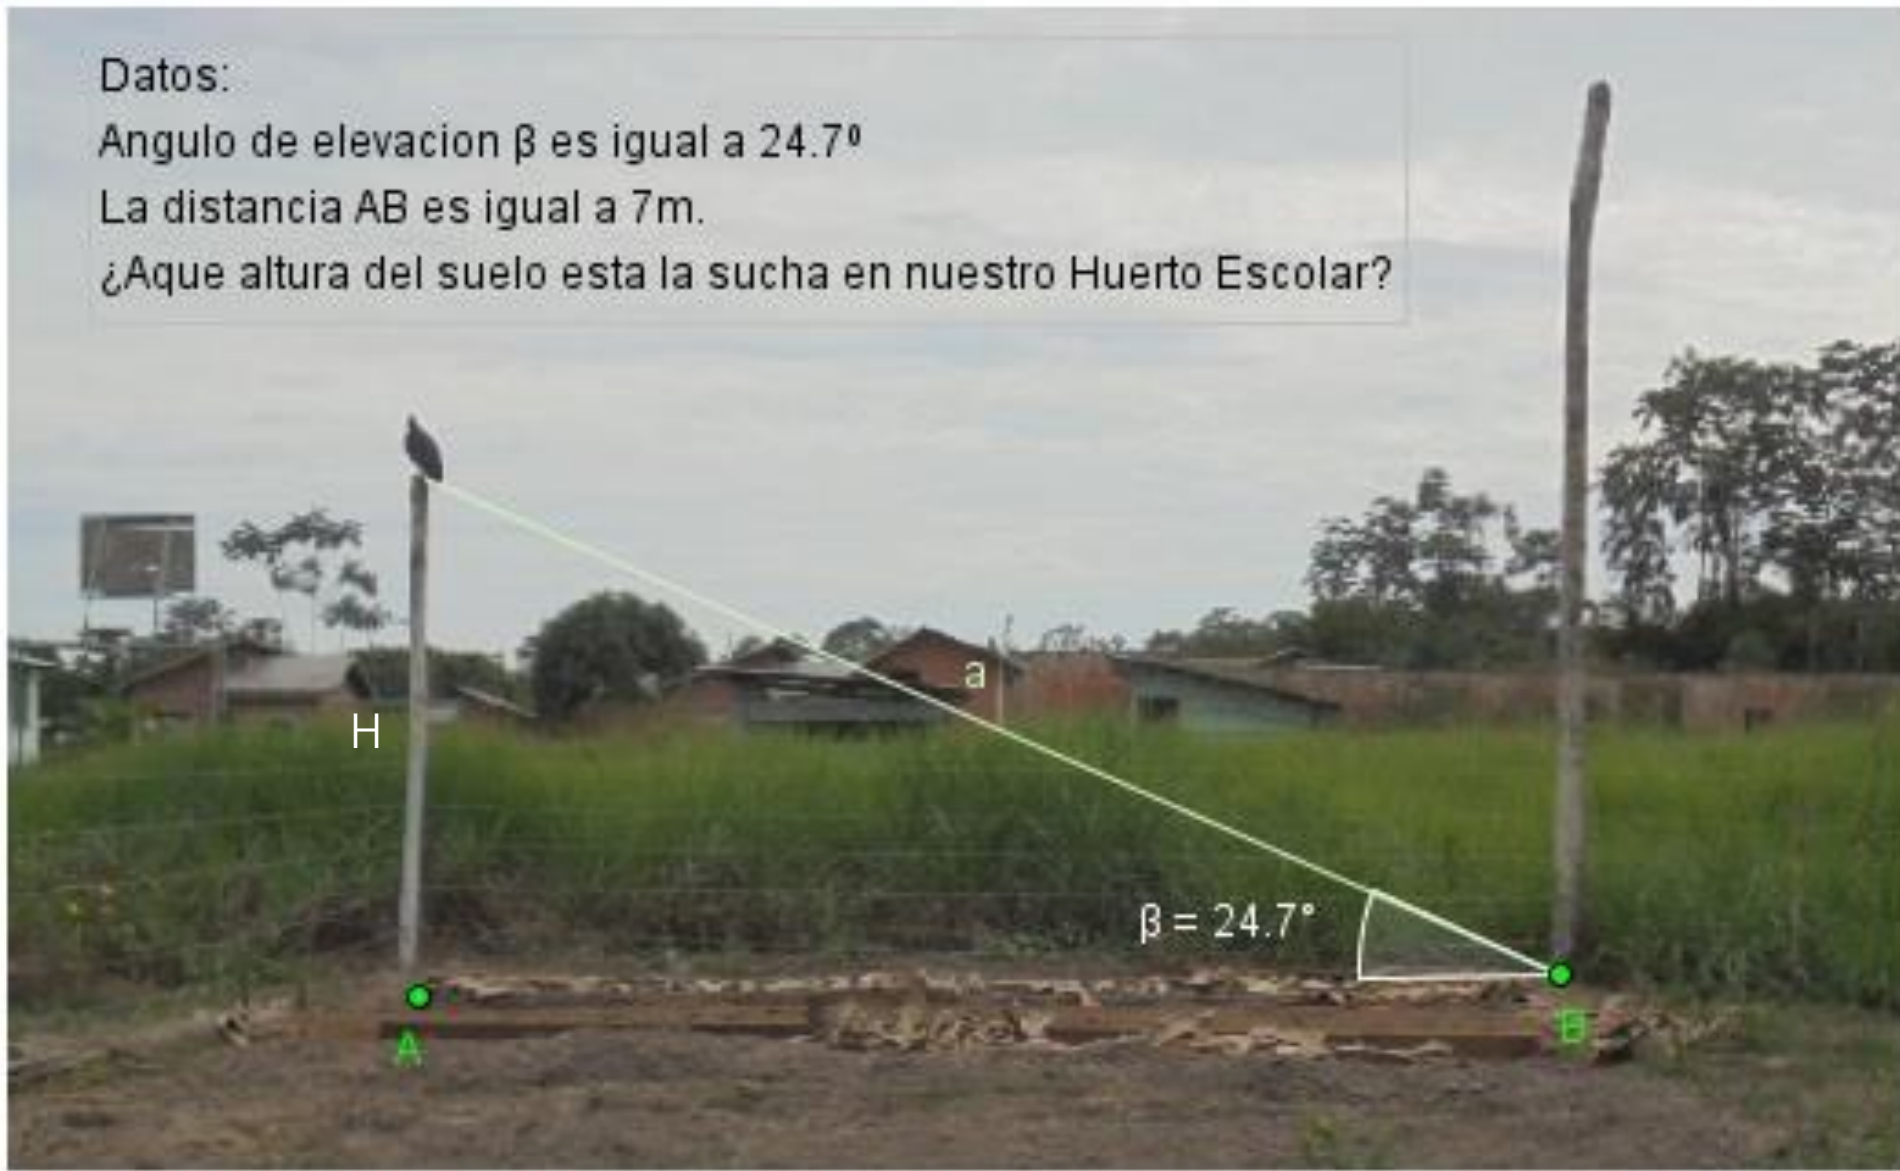 Datos:
Angulo de elevacion β es igual a 24.7º
La distancia AB es igual a 7m.
¿Aque altura del suelo esta la sucha en nuestro Huerto Escolar?
a
H
β = 24.7°
A
B